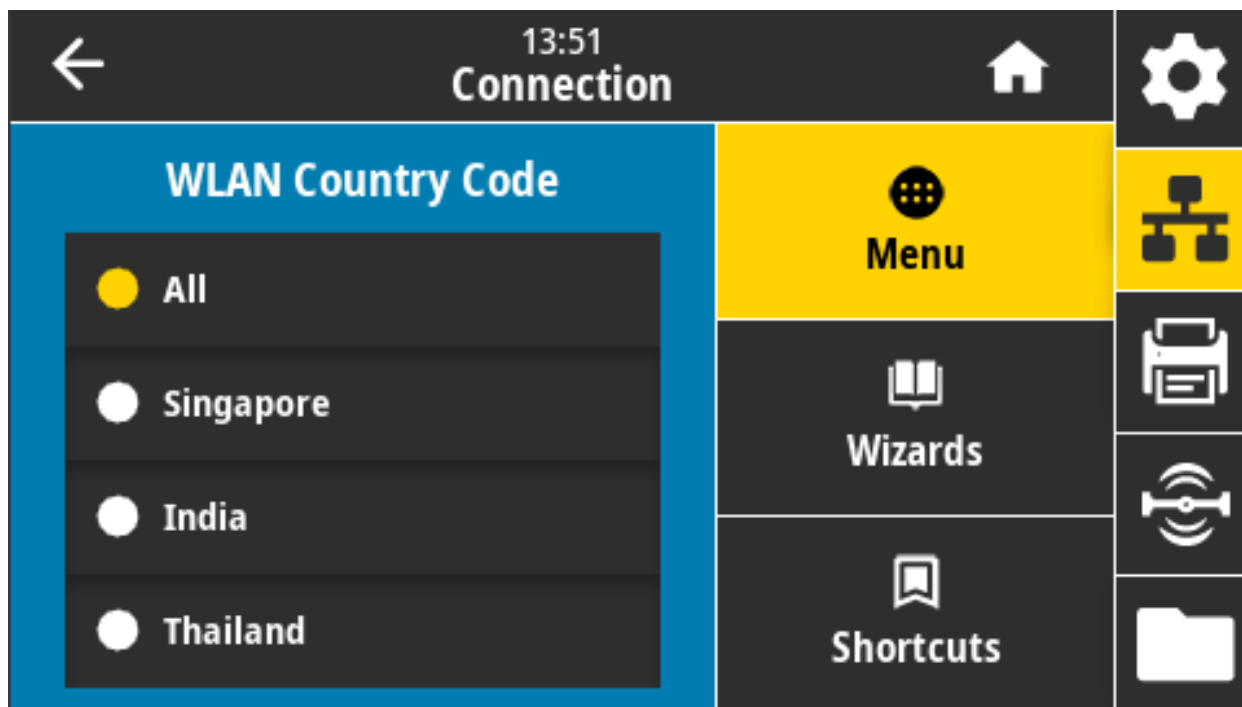 13:51
Connection
WLAN Country Code
All
Singapore
India
Thailand
Menu
Wizards
Shortcuts